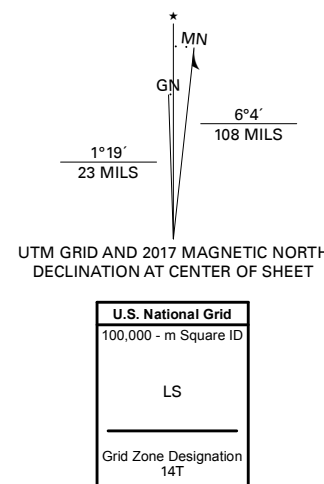 ★
MN
GN
6°4´
108 MILS
1°19´
23 MILS
UTM GRID AND 2017 MAGNETIC NORTH
DECLINATION AT CENTER OF SHEET
U.S. National Grid
100,000 - m Square ID
LS
Grid Zone Designation
14T